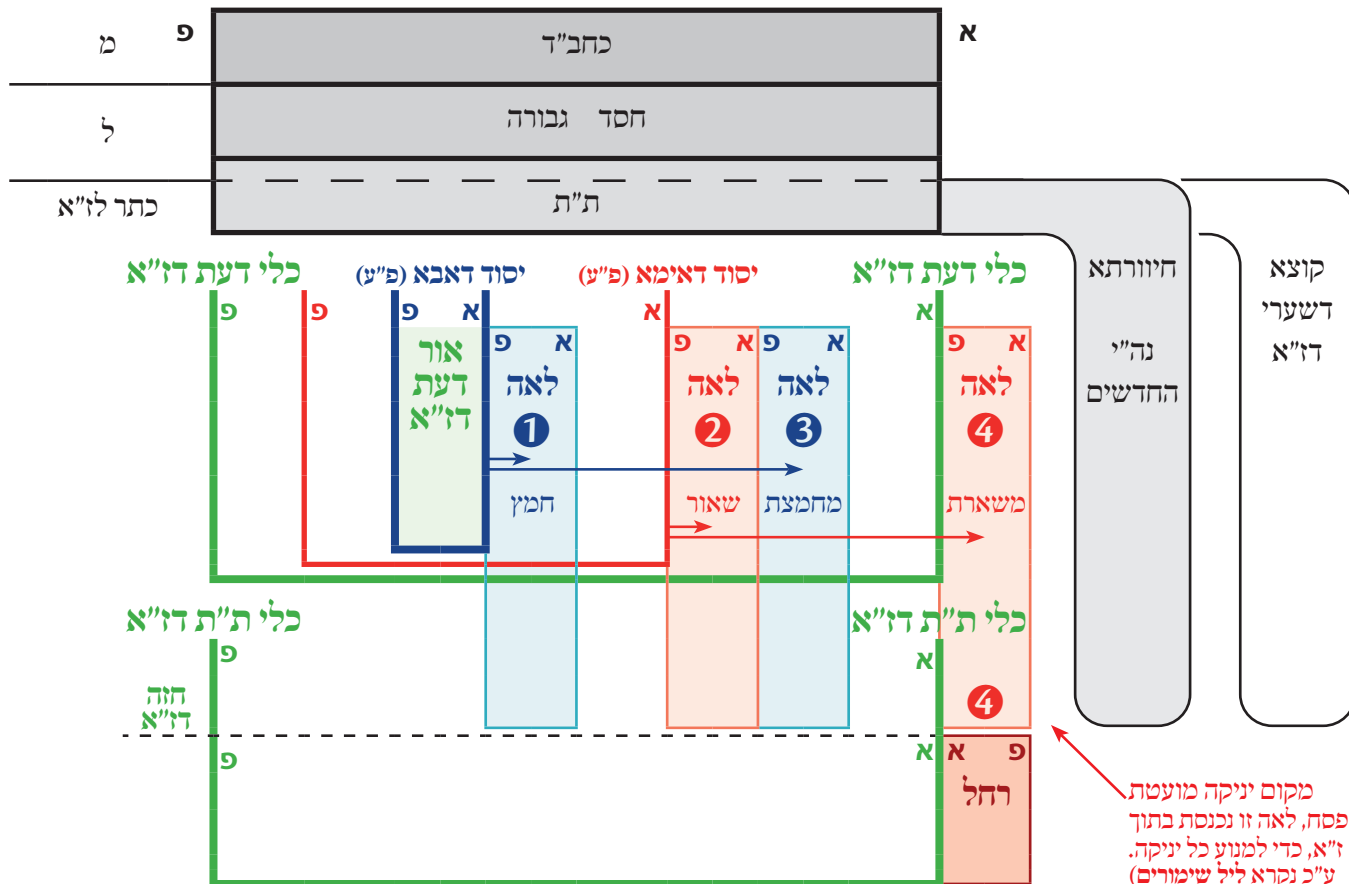 א
פ
מ
כחב"ד
ל
חסד גבורה
כתר לז"א
ת"ת
קוצא
דשערי
דז"א
חיוורתא
נה"י
החדשים
כלי דעת דז"א
יסוד דאימא (פ"ע)
יסוד דאבא (פ"ע)
כלי דעת דז"א
א
א
א
פ
פ
פ
א פ
לאה
4
משארת
א פ
לאה
3
מחמצת
א פ
לאה
2
שאור
א פ
לאה
1
חמץ
אור
דעת
דז"א
כלי ת"ת דז"א
כלי ת"ת דז"א
א
פ
4
חזה
דז"א
א
פ
פ א
רחל
מקום יניקה מועטת
פסח, לאה זו נכנסת בתוך
ז"א, כדי למנוע כל יניקה.
ע"כ נקרא ליל שימורים)